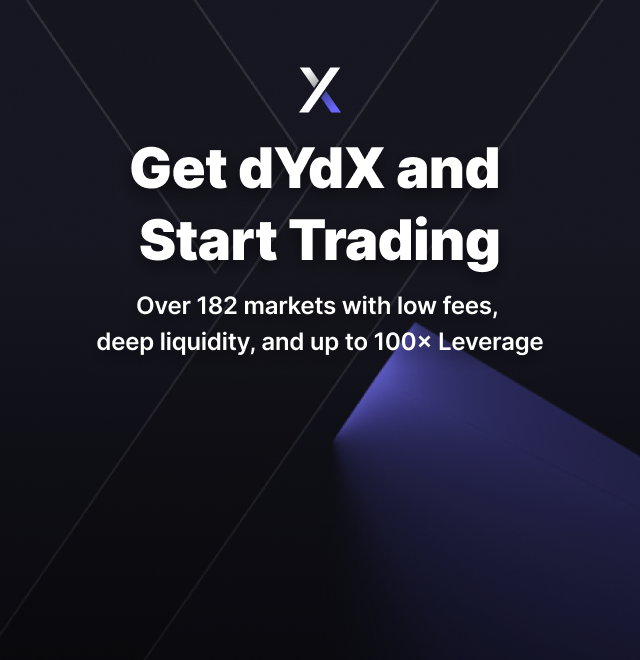 Get dYdX and
Start Trading
Over 182 markets with low fees,
deep liquidity, and up to 100× Leverage